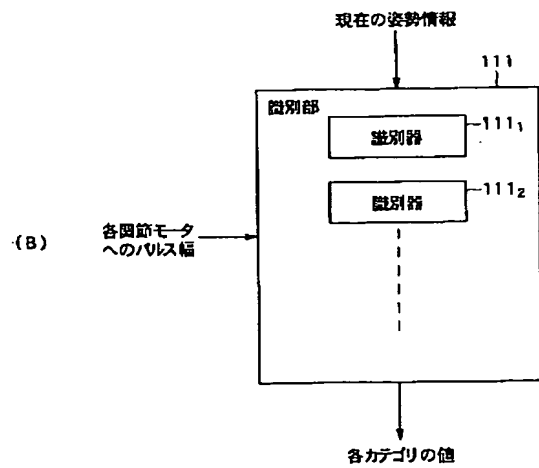 現在の姿勢情報
111
識別部
識別器
111₁
識別器
111₂
(B)
各関節モータ
へのパルス幅
各カテゴリの値